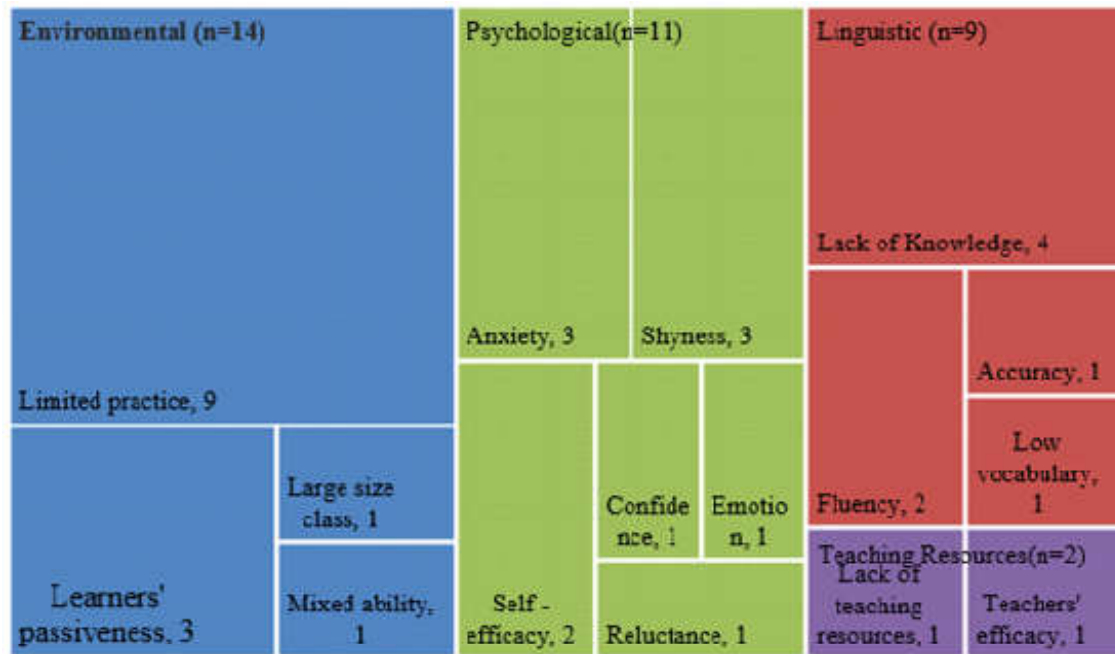 Environmental (n=14)
Limited practice, 9
Learners'
passiveness, 3
Large size
class, 1
Mixed ability,
1
Psychological(n=11)
Anxiety, 3
Shyness, 3
Self -
efficacy, 2
Confide
nce, 1
Emotio
n, 1
Reluctance, 1
Linguistic (n=9)
Lack of Knowledge, 4
Fluency, 2
Accuracy, 1
Low
vocabulary,
1
Teaching Resources(n=2)
Lack of
teaching
resources, 1
Teachers'
efficacy, 1